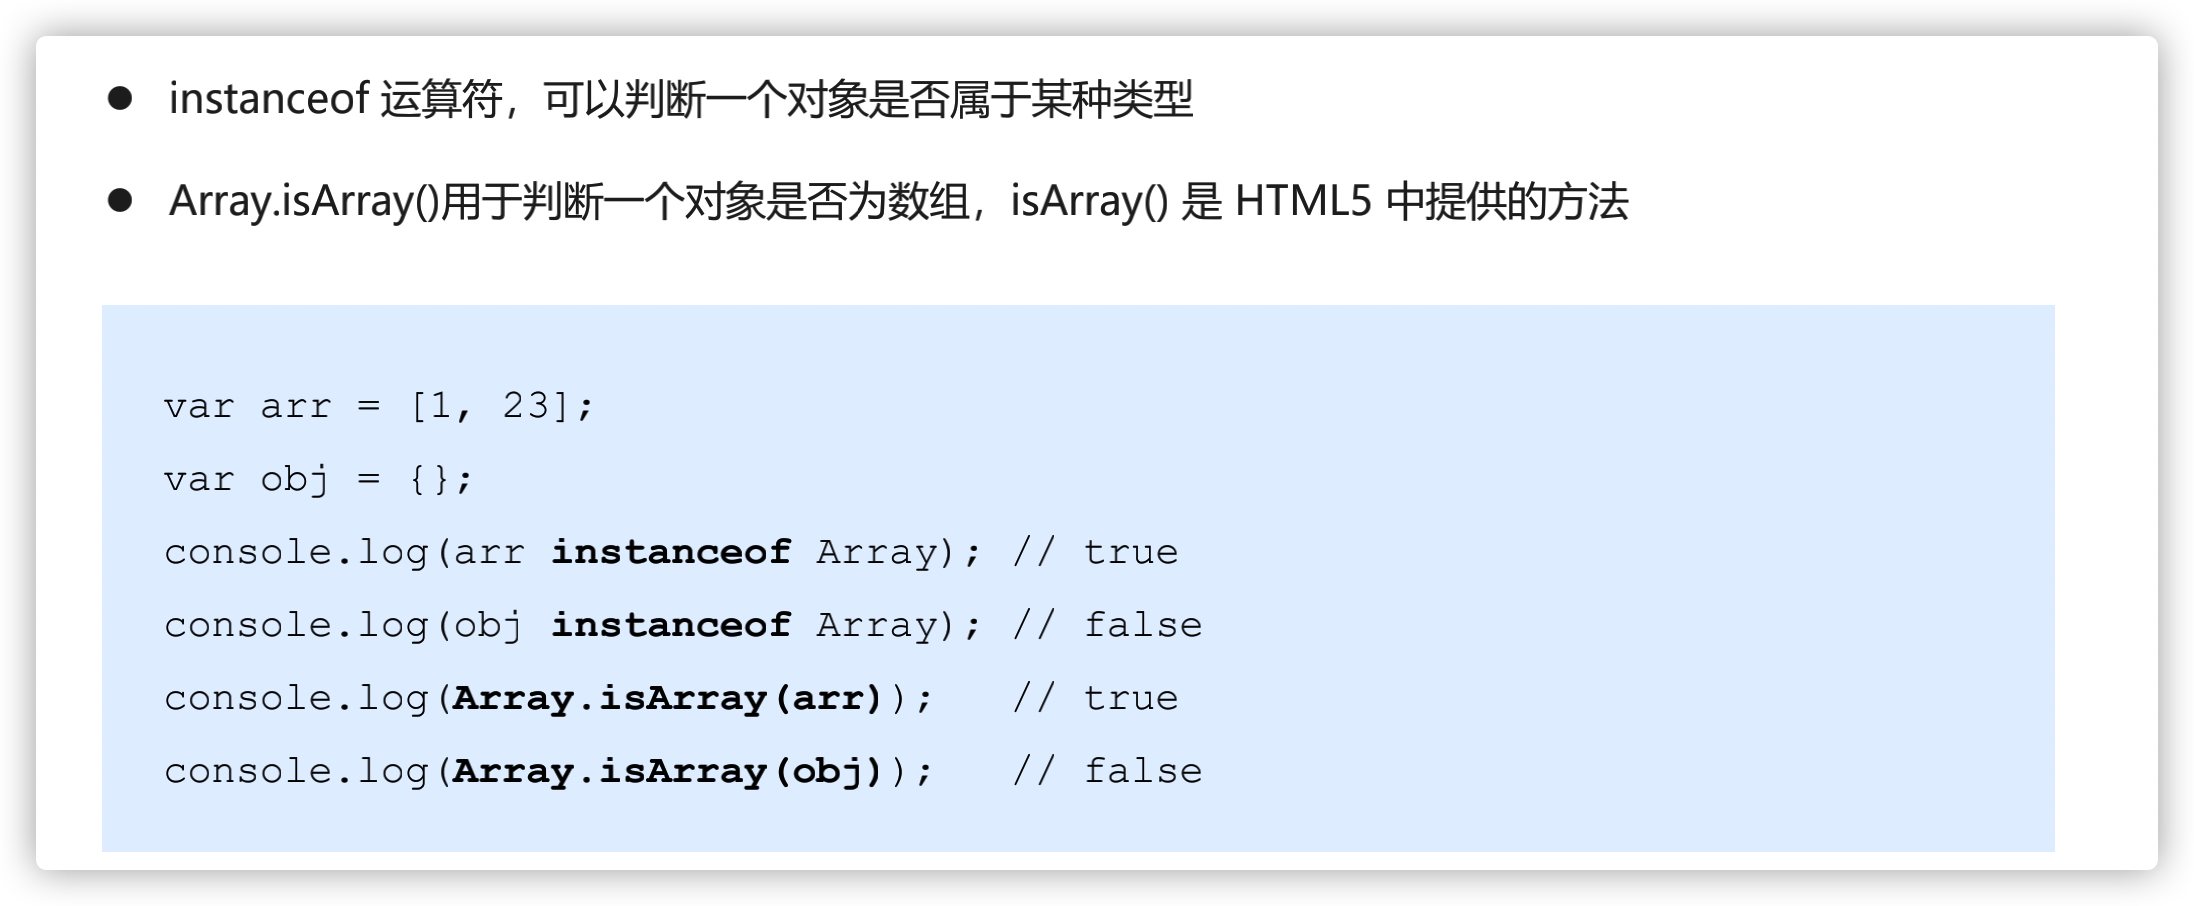 ● instanceof 运算符，可以判断一个对象是否属于某种类型
● Array.isArray()用于判断一个对象是否为数组，isArray() 是 HTML5 中提供的方法
var arr = [1, 23];
var obj = {};
console.log(arr instanceof Array); // true
console.log(obj instanceof Array); // false
console.log(Array.isArray(arr));   // true
console.log(Array.isArray(obj));   // false